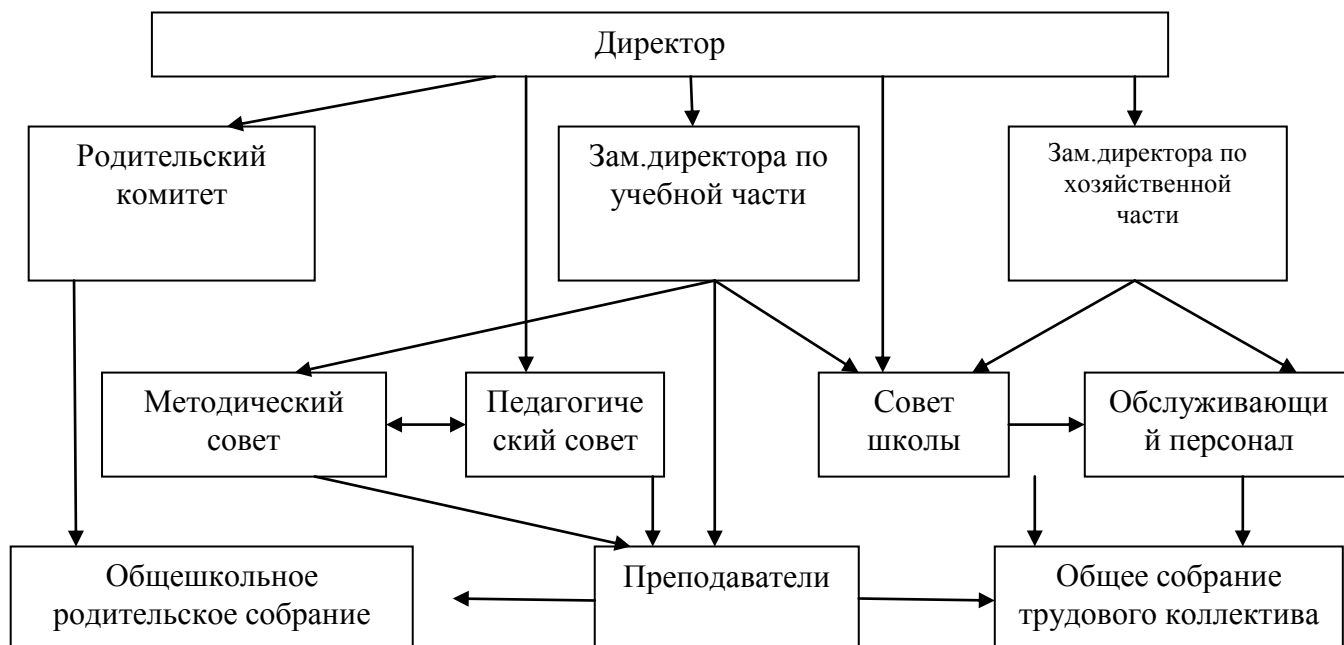 Директор
Родительский
комитет
Зам.директора по
учебной части
Зам.директора по
хозяйственной
части
Методический
совет
Педагогиче
ский совет
Совет
школы
Обслуживающи
й персонал
Общешкольное
родительское собрание
Преподаватели
Общее собрание
трудового коллектива